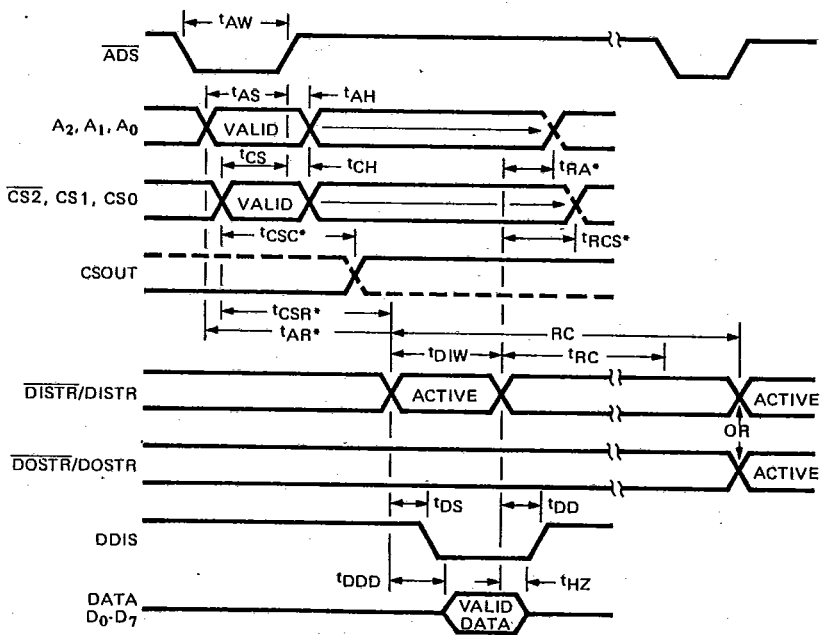 tAW
ADS
tAS tAH
A2, A1, A0 VALID
tCS tCH tRA*
CS2, CS1, CS0 VALID
tCSC* tRCS*
CSOUT
tCSR*
tAR* RC
tDIW tRC
DISTR/DISTR ACTIVE ACTIVE
OR
DOSTR/DOSTR ACTIVE
tDS tDD
DDIS
tDDD tHZ
DATA VALID
D0-D7 DATA